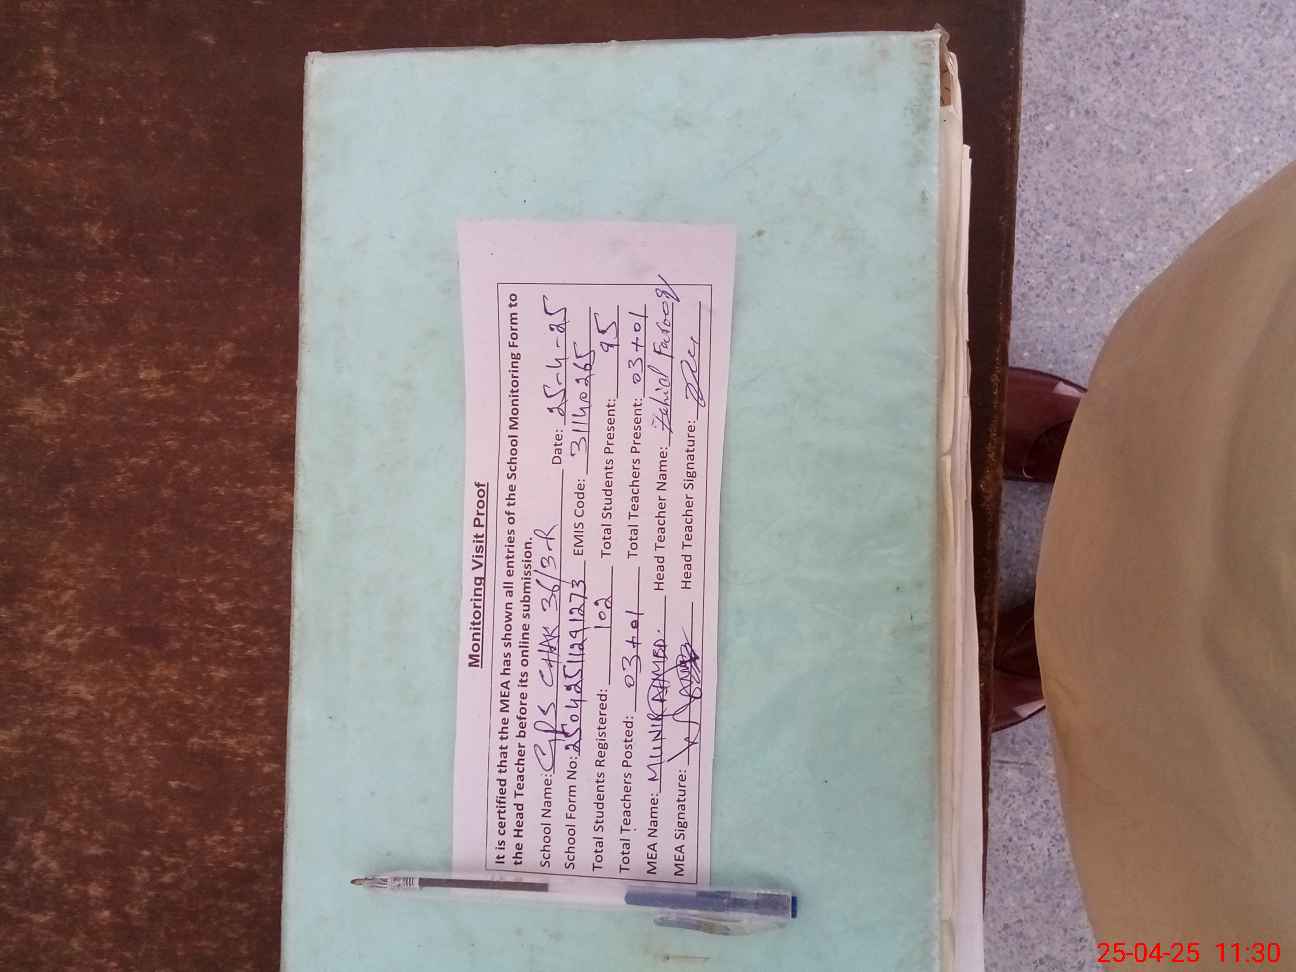 Monitoring Visit Proof
It is certified that the MEA has shown all entries of the School Monitoring Form to
the Head Teacher before its online submission.
School Name: GPS CHAK 36/3-R Date: 25-4-25
School Form No: 25042511291273 EMIS Code: 31140265
Total Students Registered: 102 Total Students Present: 95
Total Teachers Posted: 03+01 Total Teachers Present: 03+01
MEA Name: MUNIR AHMED. Head Teacher Name: Zahid Farooq
MEA Signature: Head Teacher Signature:
25-04-25 11:30